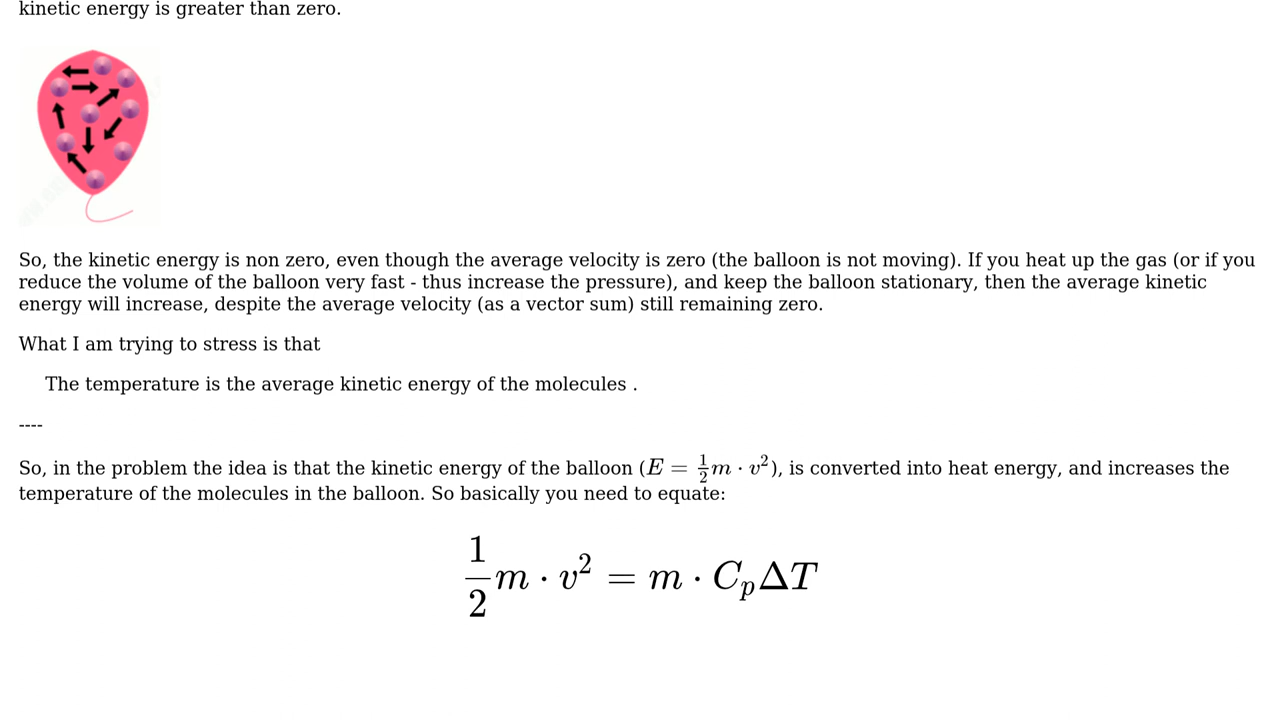 kinetic energy is greater than zero.
So, the kinetic energy is non zero, even though the average velocity is zero (the balloon is not moving). If you heat up the gas (or if you
reduce the volume of the balloon very fast - thus increase the pressure), and keep the balloon stationary, then the average kinetic
energy will increase, despite the average velocity (as a vector sum) still remaining zero.
What I am trying to stress is that
The temperature is the average kinetic energy of the molecules .
----
So, in the problem the idea is that the kinetic energy of the balloon (E = ½m · v²), is converted into heat energy, and increases the
temperature of the molecules in the balloon. So basically you need to equate:
½m · v² = m · C_pΔT